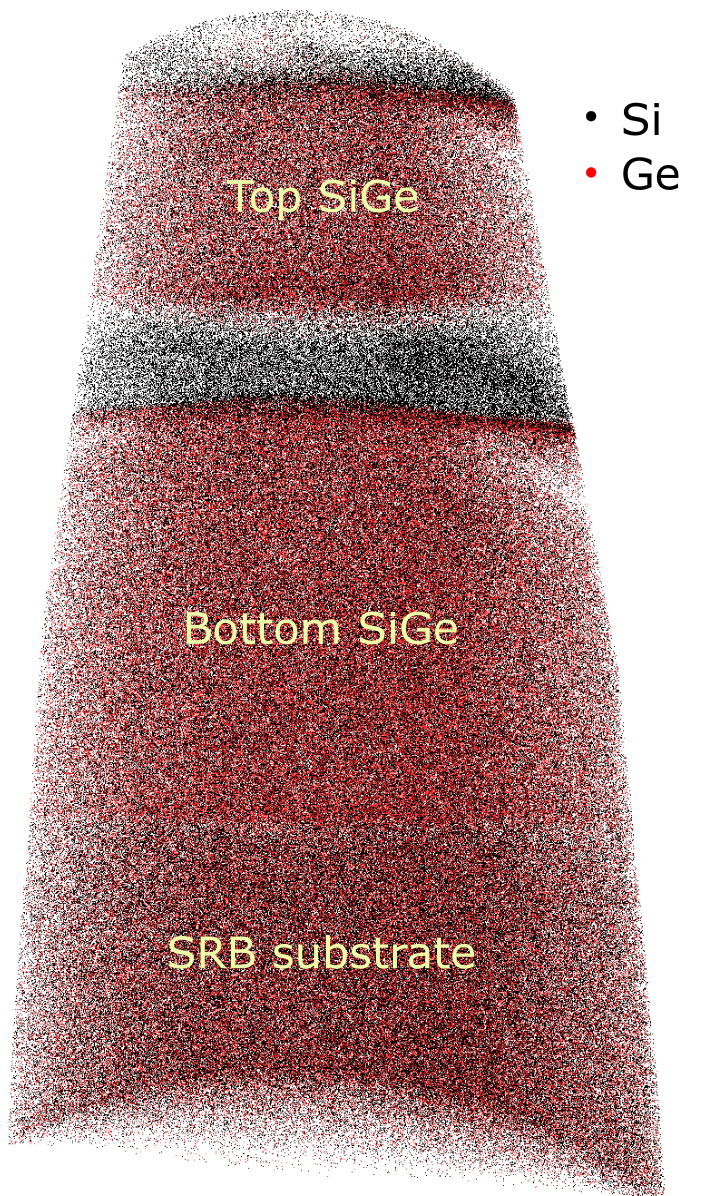 Si
Ge
Top SiGe
Bottom SiGe
SRB substrate